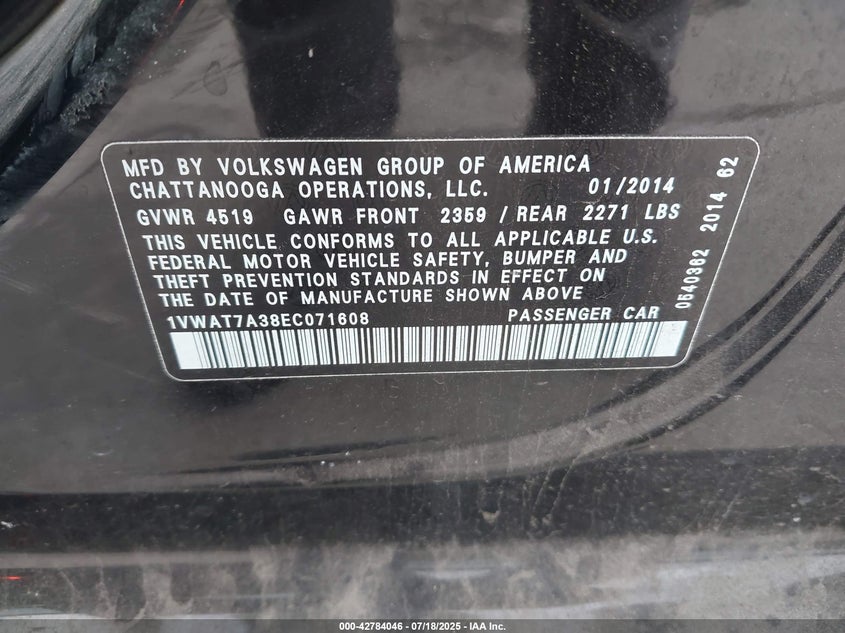 MFD BY VOLKSWAGEN GROUP OF AMERICA
CHATTANOOGA OPERATIONS, LLC. 01/2014
GVWR 4519 GAWR FRONT 2359 / REAR 2271 LBS
THIS VEHICLE CONFORMS TO ALL APPLICABLE U.S.
FEDERAL MOTOR VEHICLE SAFETY, BUMPER AND
THEFT PREVENTION STANDARDS IN EFFECT ON
THE DATE OF MANUFACTURE SHOWN ABOVE
1VWAT7A38EC071608 PASSENGER CAR
0540362 2014 62
000-42784046 - 07/18/2025 - IAA Inc.